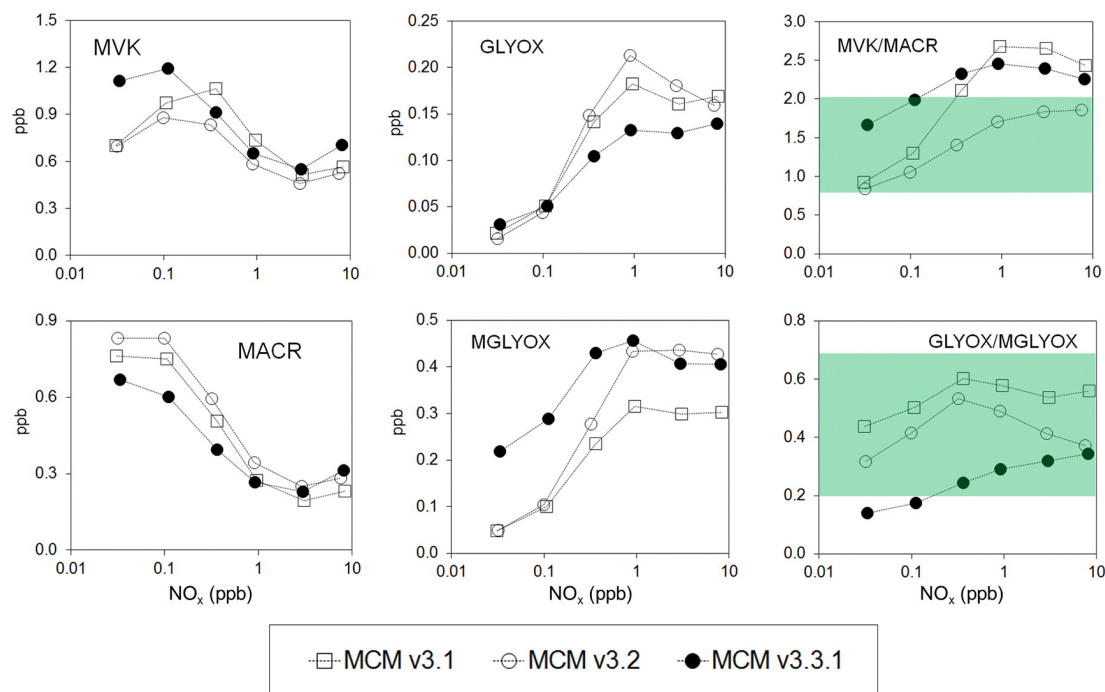 MVK
ppb
1.5
1.2
0.9
0.6
0.3
0.0
0.01 0.1 1 10
GLYOX
ppb
0.25
0.20
0.15
0.10
0.05
0.00
0.01 0.1 1 10
MVK/MACR
3.0
2.5
2.0
1.5
1.0
0.5
0.0
0.01 0.1 1 10
MACR
ppb
0.9
0.6
0.3
0.0
0.01 0.1 1 10
NOx (ppb)
MGLYOX
ppb
0.5
0.4
0.3
0.2
0.1
0.0
0.01 0.1 1 10
NOx (ppb)
GLYOX/MGLYOX
0.8
0.6
0.4
0.2
0.0
0.01 0.1 1 10
NOx (ppb)
MCM v3.1 MCM v3.2 MCM v3.3.1